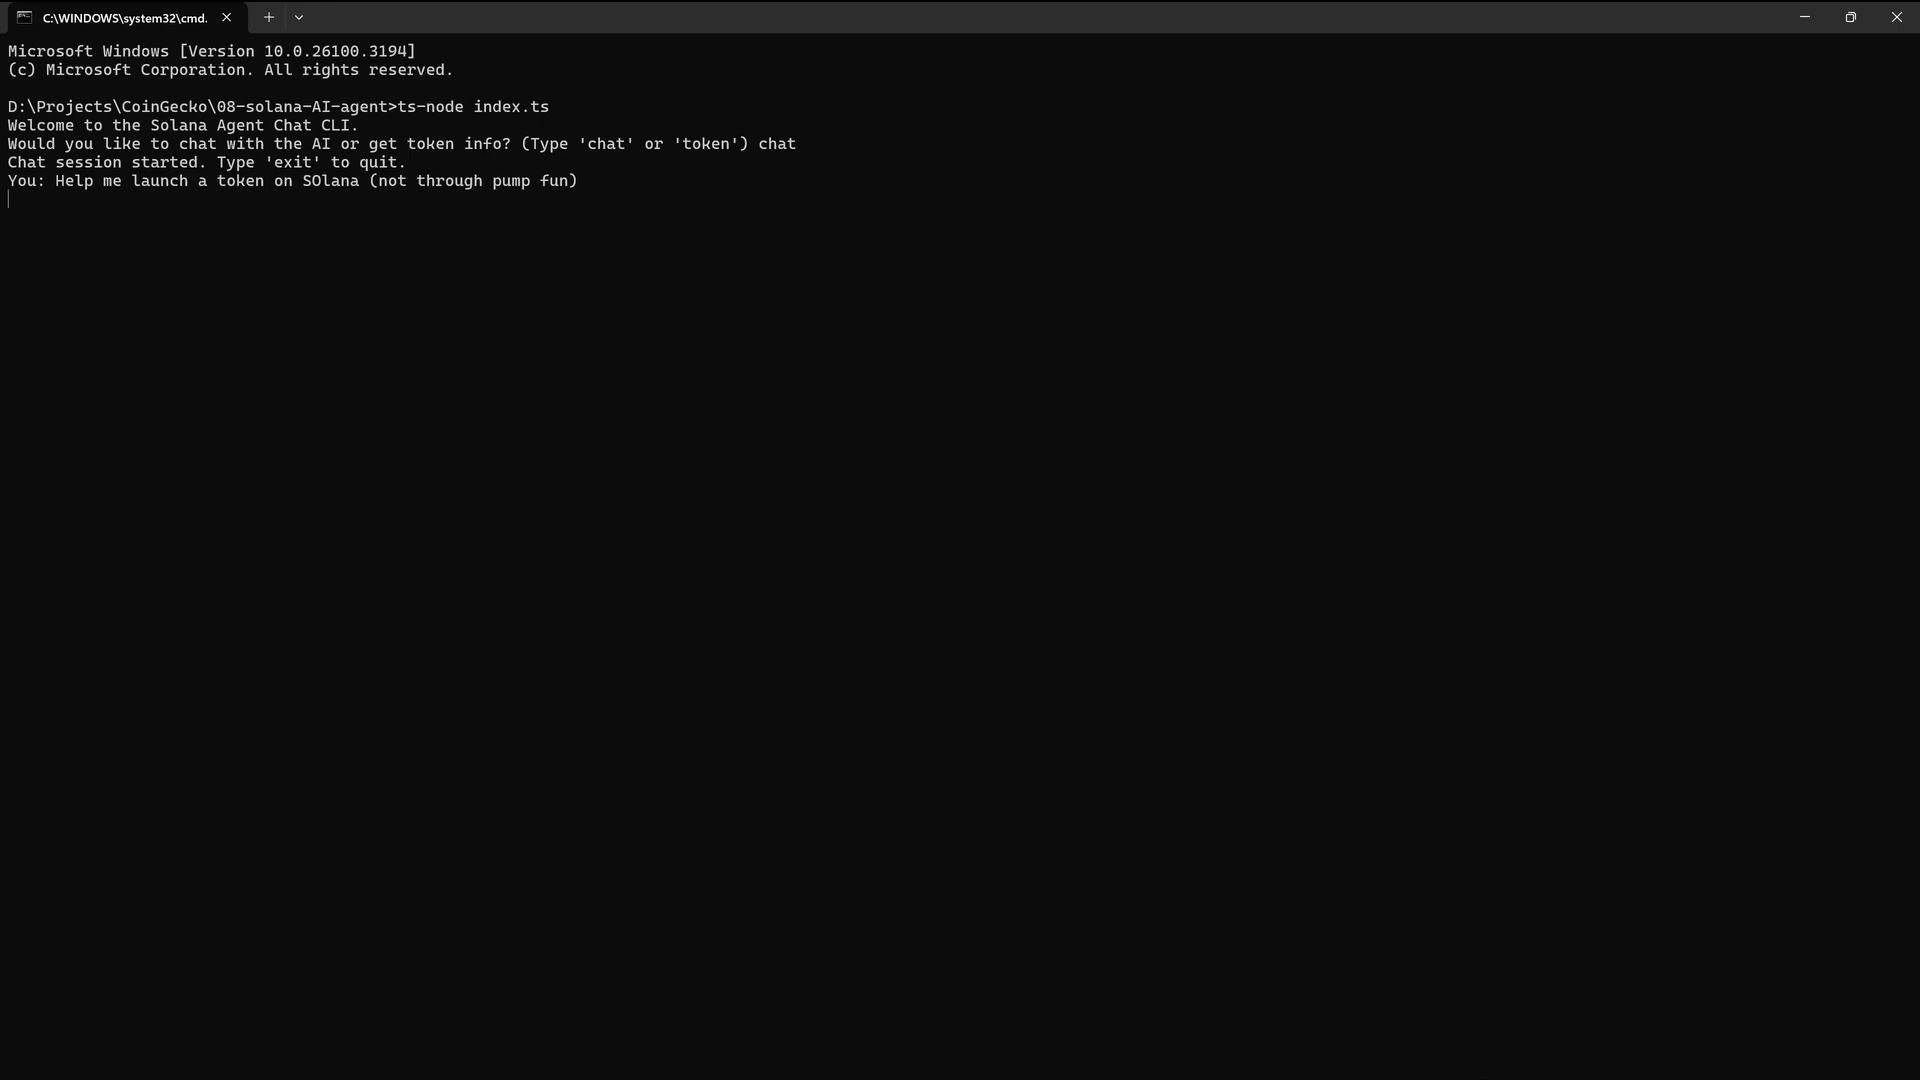 C:\WINDOWS\system32\cmd.
Microsoft Windows [Version 10.0.26100.3194]
(c) Microsoft Corporation. All rights reserved.
D:\Projects\CoinGecko\08-solana-AI-agent>ts-node index.ts
Welcome to the Solana Agent Chat CLI.
Would you like to chat with the AI or get token info? (Type 'chat' or 'token') chat
Chat session started. Type 'exit' to quit.
You: Help me launch a token on SOlana (not through pump fun)